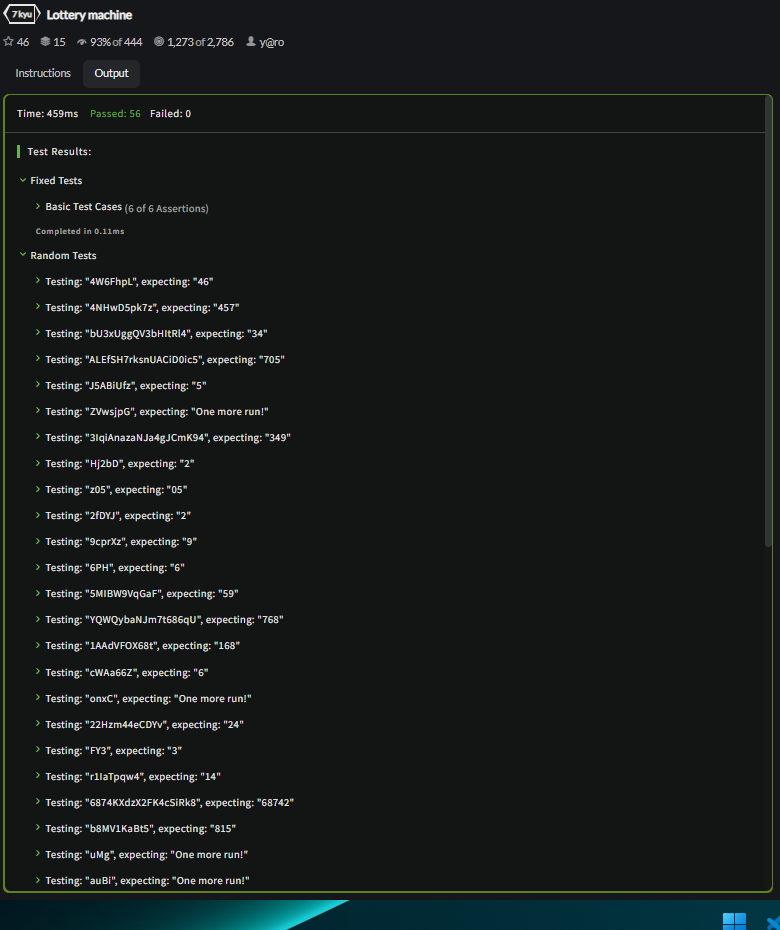 7 kyu Lottery machine
46 15 93% of 444 1,273 of 2,786 y@ro
Instructions Output
Time: 459ms Passed: 56 Failed: 0
Test Results:
Fixed Tests
Basic Test Cases (6 of 6 Assertions)
Completed in 0.11ms
Random Tests
Testing: "4W6FhpL", expecting: "46"
Testing: "4NHwD5pk7z", expecting: "457"
Testing: "bU3xUggQV3bHItRl4", expecting: "34"
Testing: "ALEfSH7rksnUACiD0ic5", expecting: "705"
Testing: "J5ABiUfz", expecting: "5"
Testing: "ZVwsjpG", expecting: "One more run!"
Testing: "3IqiAnazaNJa4gJCmK94", expecting: "349"
Testing: "Hj2bD", expecting: "2"
Testing: "z05", expecting: "05"
Testing: "2fDYJ", expecting: "2"
Testing: "9cprXz", expecting: "9"
Testing: "6PH", expecting: "6"
Testing: "5MIBW9VqGaF", expecting: "59"
Testing: "YQWQybaNJm7t686qU", expecting: "768"
Testing: "1AAdVFOX68t", expecting: "168"
Testing: "cWAa66Z", expecting: "6"
Testing: "onxC", expecting: "One more run!"
Testing: "22Hzm44eCDYv", expecting: "24"
Testing: "FY3", expecting: "3"
Testing: "r1IaTpqw4", expecting: "14"
Testing: "6874KXdzX2FK4cSiRk8", expecting: "68742"
Testing: "b8MV1KaBt5", expecting: "815"
Testing: "uMg", expecting: "One more run!"
Testing: "auBi", expecting: "One more run!"